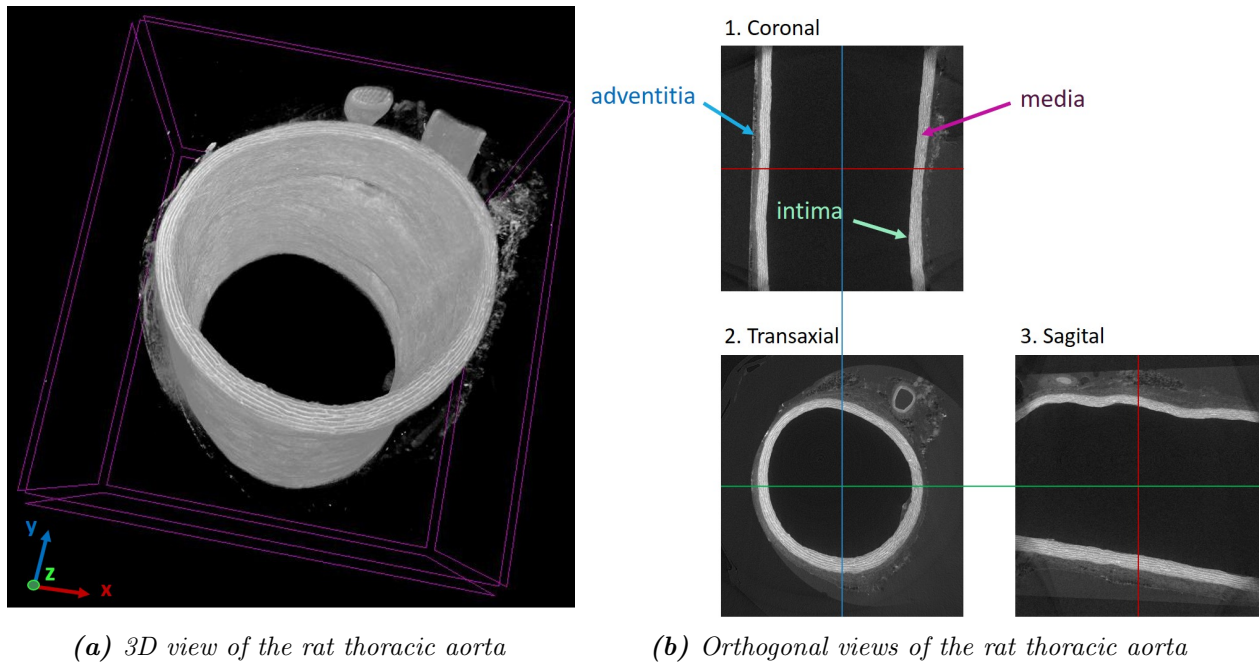 1. Coronal
adventitia
media
intima
2. Transaxial
3. Sagital
y
z
x
(a) 3D view of the rat thoracic aorta
(b) Orthogonal views of the rat thoracic aorta